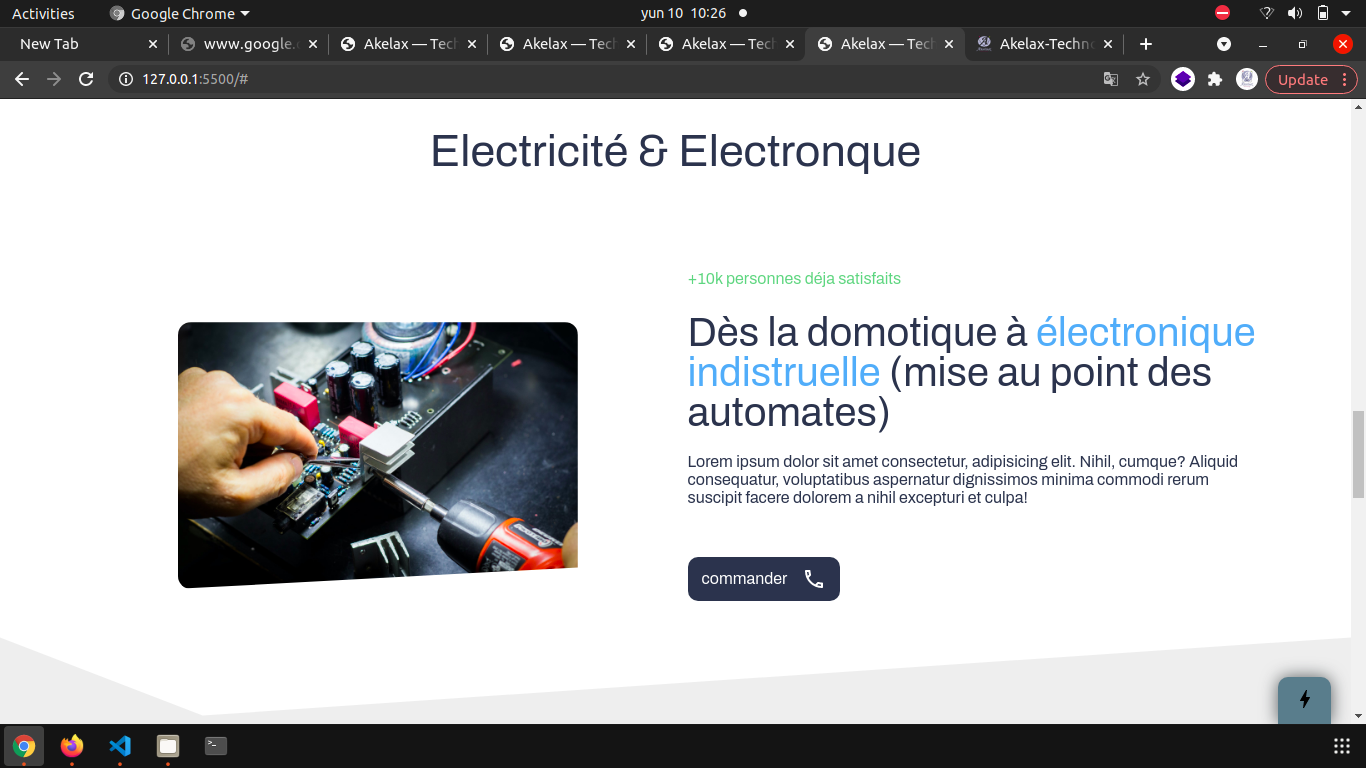 Activities Google Chrome yun 10 10:26
New Tab www.google. Akelax — Tech Akelax — Tech Akelax — Tech Akelax — Tech Akelax-Techno
127.0.0.1:5500/# Update
Electricité & Electronque
+10k personnes déja satisfaits
Dès la domotique à électronique
indistruelle (mise au point des
automates)
Lorem ipsum dolor sit amet consectetur, adipisicing elit. Nihil, cumque? Aliquid
consequatur, voluptatibus aspernatur dignissimos minima commodi rerum
suscipit facere dolorem a nihil excepturi et culpa!
commander